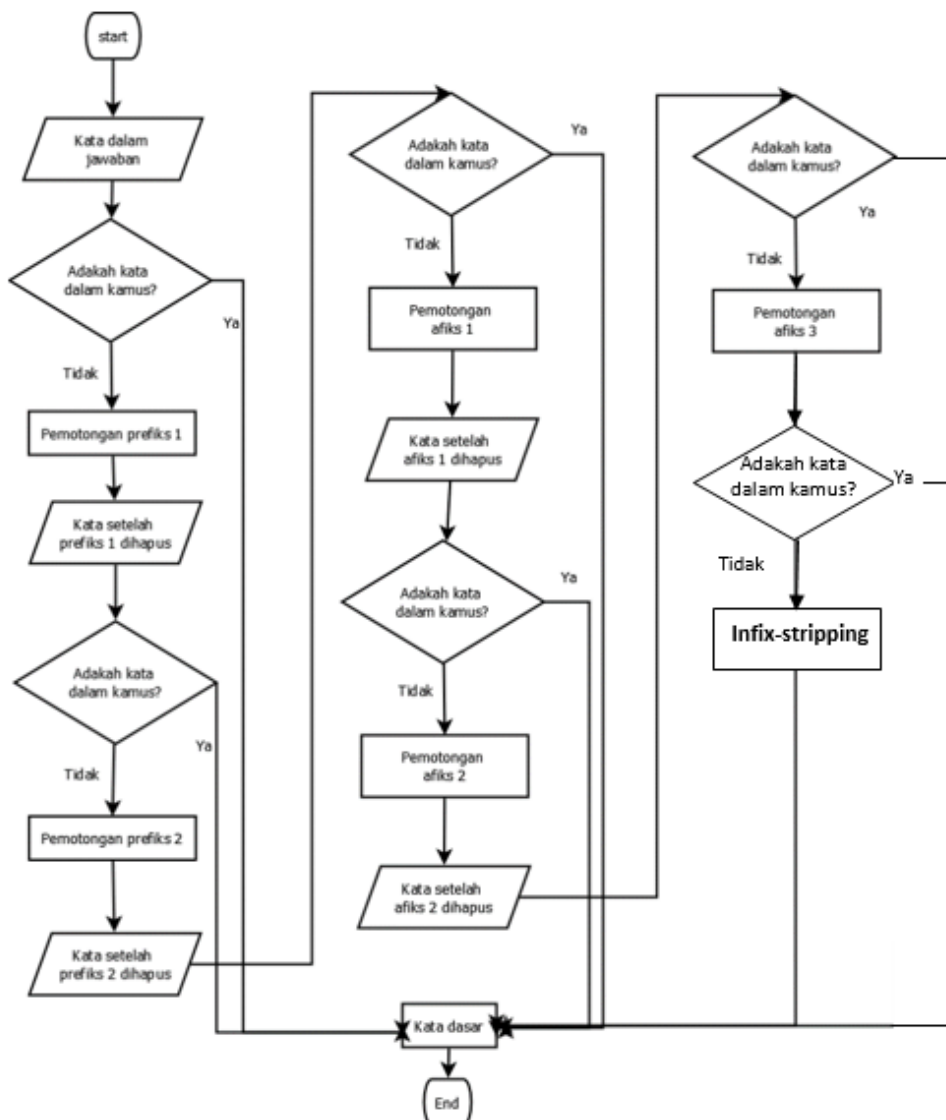 start
Kata dalam
jawaban
Adakah kata
dalam kamus?
Ya
Tidak
Pemotongan prefiks 1
Kata setelah
prefiks 1 dihapus
Adakah kata
dalam kamus?
Ya
Tidak
Pemotongan prefiks 2
Kata setelah
prefiks 2 dihapus
Adakah kata
dalam kamus?
Ya
Tidak
Pemotongan
afiks 1
Kata setelah
afiks 1 dihapus
Adakah kata
dalam kamus?
Ya
Tidak
Pemotongan
afiks 2
Kata setelah
afiks 2 dihapus
Adakah kata
dalam kamus?
Ya
Tidak
Pemotongan
afiks 3
Adakah kata
dalam kamus?
Ya
Tidak
Infix-stripping
Kata dasar
End